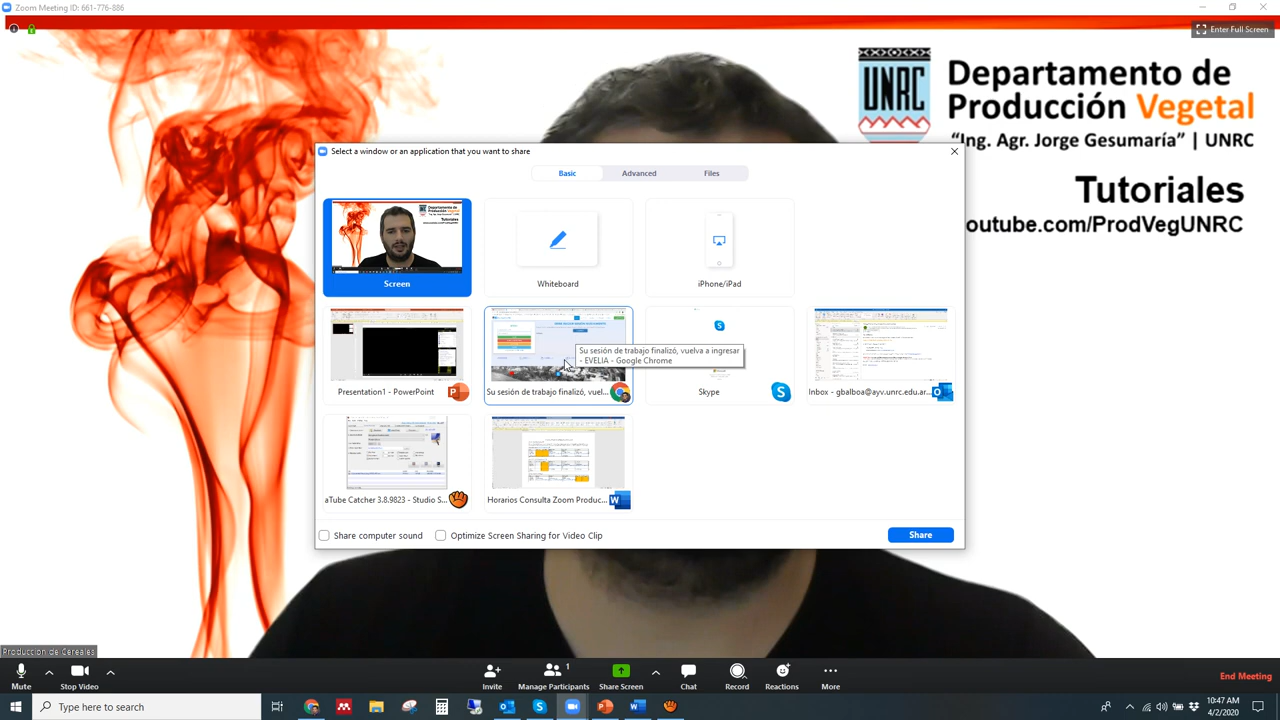 Zoom Meeting ID: 661-776-886
Enter Full Screen
UNRC
Departamento de
Producción Vegetal
"Ing. Agr. Jorge Gesumaría" | UNRC
Tutoriales
outube.com/ProdVegUNRC
Select a window or an application that you want to share
Basic
Advanced
Files
Screen
Whiteboard
iPhone/iPad
Su sesión de trabajo finalizó, vuelva a ingresar
- EVELIA - Google Chrome
Presentation1 - PowerPoint
Su sesión de trabajo finalizó, vuel...
Skype
Inbox - gbalboa@ayv.unrc.edu.ar...
aTube Catcher 3.8.9823 - Studio S...
Horarios Consulta Zoom Produc...
Share computer sound
Optimize Screen Sharing for Video Clip
Share
Produccion de Cereales
Mute
Stop Video
Invite
1
Manage Participants
Share Screen
Chat
Record
Reactions
More
End Meeting
Type here to search
10:47 AM
4/2/2020